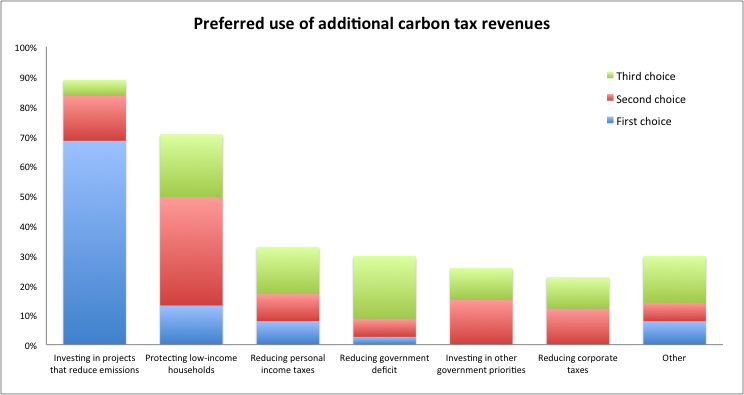 Preferred use of additional carbon tax revenues
100%
90%
80%
70%
60%
50%
40%
30%
20%
10%
0%
Third choice
Second choice
First choice
Investing in projects
that reduce emissions
Protecting low-income
households
Reducing personal
income taxes
Reducing government
deficit
Investing in other
government priorities
Reducing corporate
taxes
Other